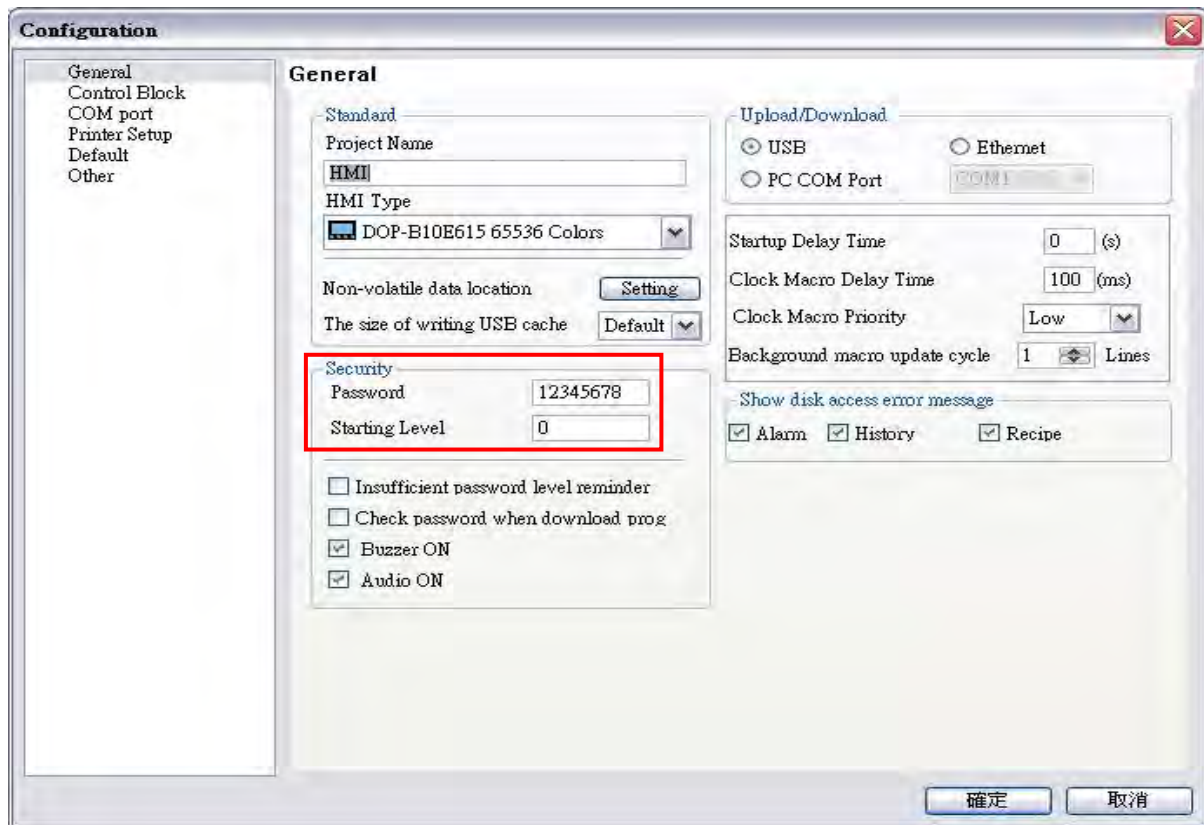 Configuration
General
Control Block
COM port
Printer Setup
Default
Other
General
Standard
Project Name
HMI
HMI Type
DOP-B10E615 65536 Colors
Non-volatile data location Setting
The size of writing USB cache Default
Security
Password 12345678
Starting Level 0
Insufficient password level reminder
Check password when download prog
Buzzer ON
Audio ON
Upload/Download
USB Ethernet
PC COM Port COM1
Startup Delay Time 0 (s)
Clock Macro Delay Time 100 (ms)
Clock Macro Priority Low
Background macro update cycle 1 Lines
Show disk access error message
Alarm History Recipe
確定 取消